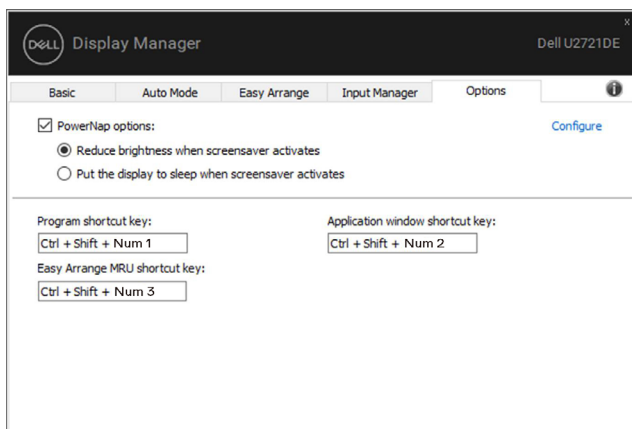 DELL Display Manager
Dell U2721DE
x
Basic Auto Mode Easy Arrange Input Manager Options i
PowerNap options: Configure
Reduce brightness when screensaver activates
Put the display to sleep when screensaver activates
Program shortcut key: Application window shortcut key:
Ctrl + Shift + Num 1 Ctrl + Shift + Num 2
Easy Arrange MRU shortcut key:
Ctrl + Shift + Num 3